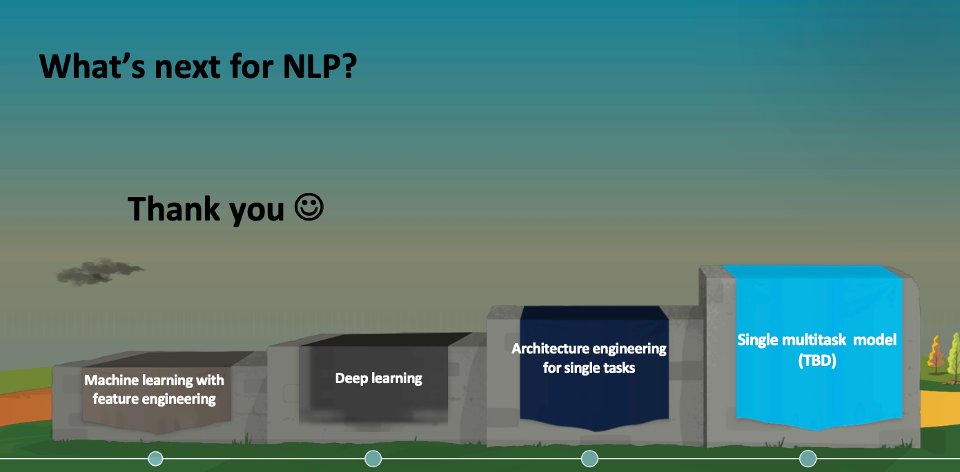 What’s next for NLP?
Thank you ☺
Machine learning with
feature engineering
Deep learning
Architecture engineering
for single tasks
Single multitask model
(TBD)